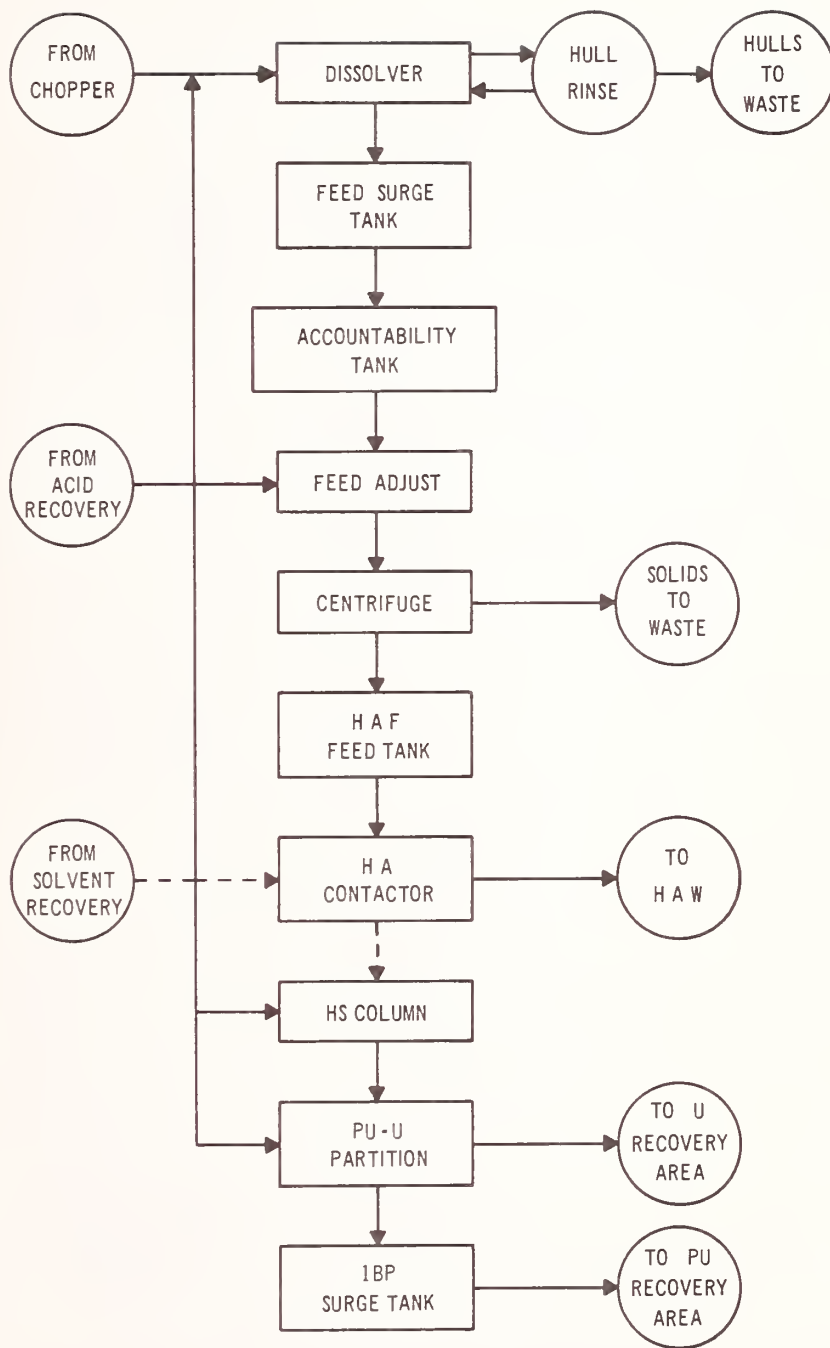 FROM
CHOPPER
DISSOLVER
HULL
RINSE
HULLS
TO
WASTE
FEED SURGE
TANK
ACCOUNTABILITY
TANK
FROM
ACID
RECOVERY
FEED ADJUST
CENTRIFUGE
SOLIDS
TO
WASTE
H A F
FEED TANK
FROM
SOLVENT
RECOVERY
H A
CONTACTOR
TO
H A W
HS COLUMN
PU-U
PARTITION
TO U
RECOVERY
AREA
1BP
SURGE TANK
TO PU
RECOVERY
AREA